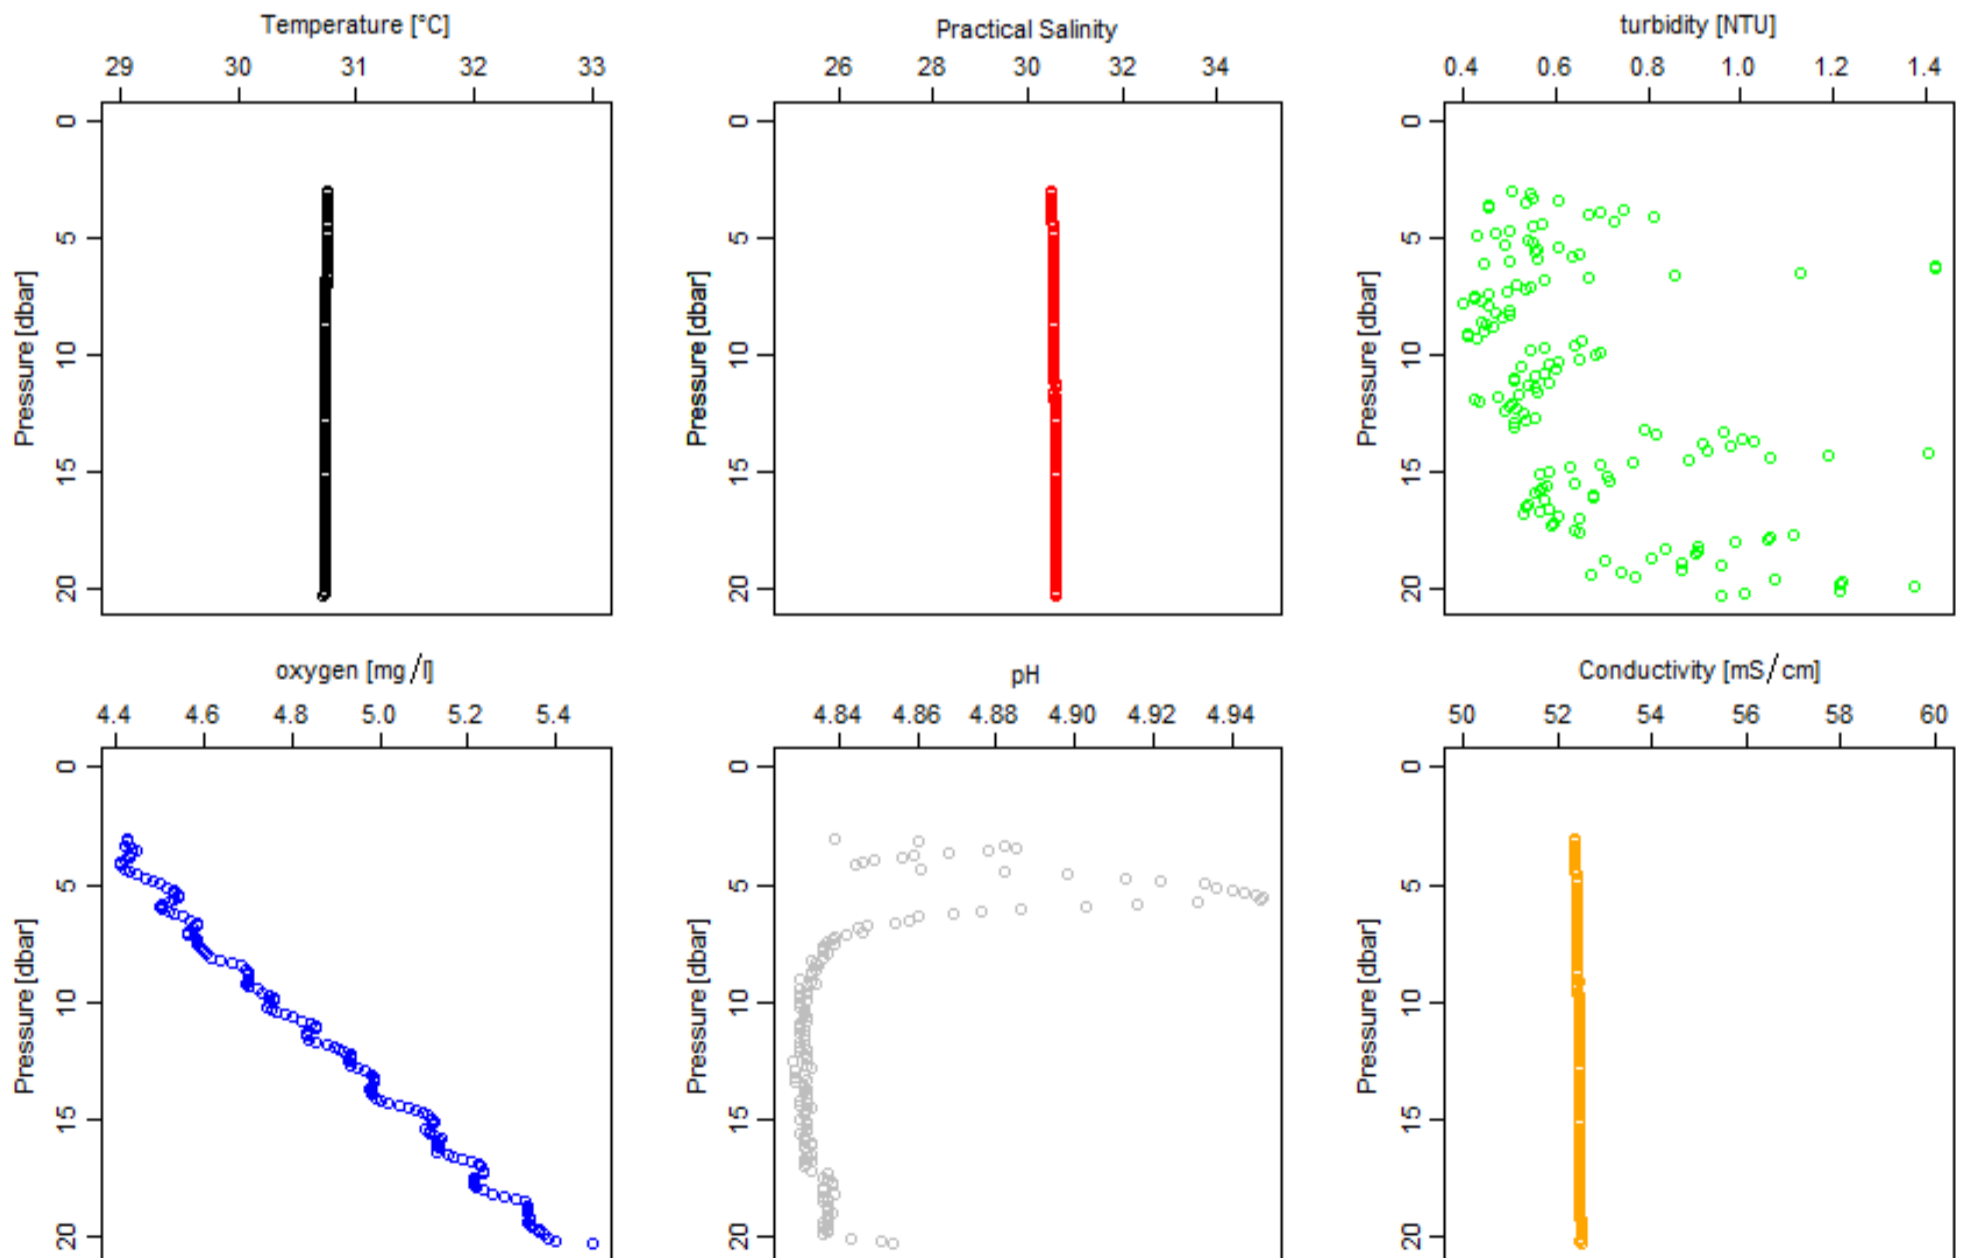 Temperature [°C]
29 30 31 32 33
0
5
10
15
20
Pressure [dbar]
Practical Salinity
26 28 30 32 34
0
5
10
15
20
Pressure [dbar]
turbidity [NTU]
0.4 0.6 0.8 1.0 1.2 1.4
0
5
10
15
20
Pressure [dbar]
oxygen [mg/l]
4.4 4.6 4.8 5.0 5.2 5.4
0
5
10
15
20
Pressure [dbar]
pH
4.84 4.86 4.88 4.90 4.92 4.94
0
5
10
15
20
Pressure [dbar]
Conductivity [mS/cm]
50 52 54 56 58 60
0
5
10
15
20
Pressure [dbar]